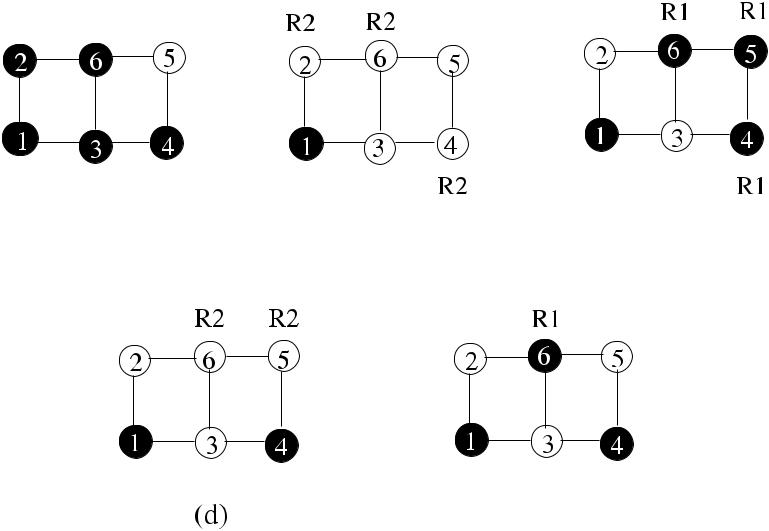 R2 R2 R1 R1
2 6 5 2 6 5 2 6 5
1 3 4 1 3 4 1 3 4
R2 R1
R2 R2 R1
2 6 5 2 6 5
1 3 4 1 3 4
(d)